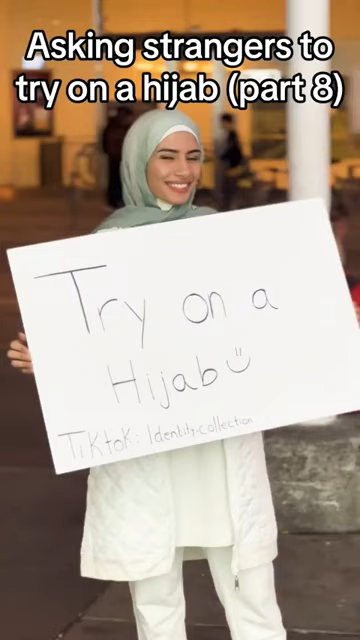 Asking strangers to
try on a hijab (part 8)
Try on a
Hijab
TikTok: Identity.collection